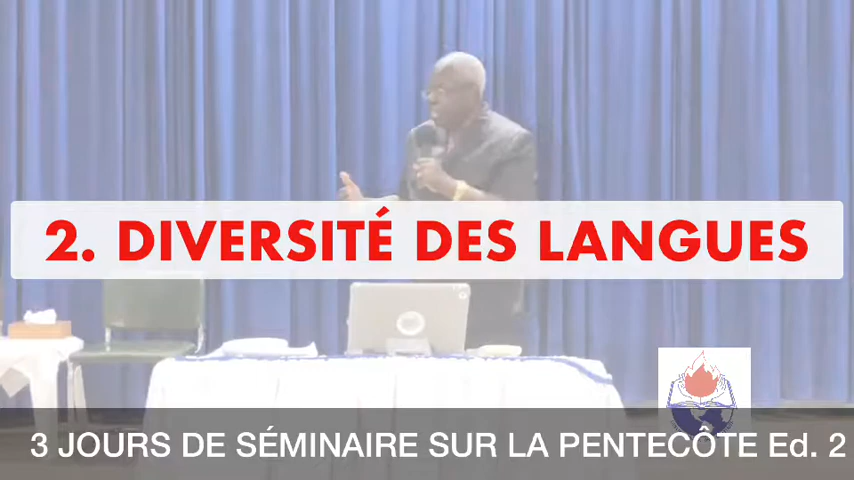 2. DIVERSITÉ DES LANGUES
3 JOURS DE SÉMINAIRE SUR LA PENTECÔTE Ed. 2